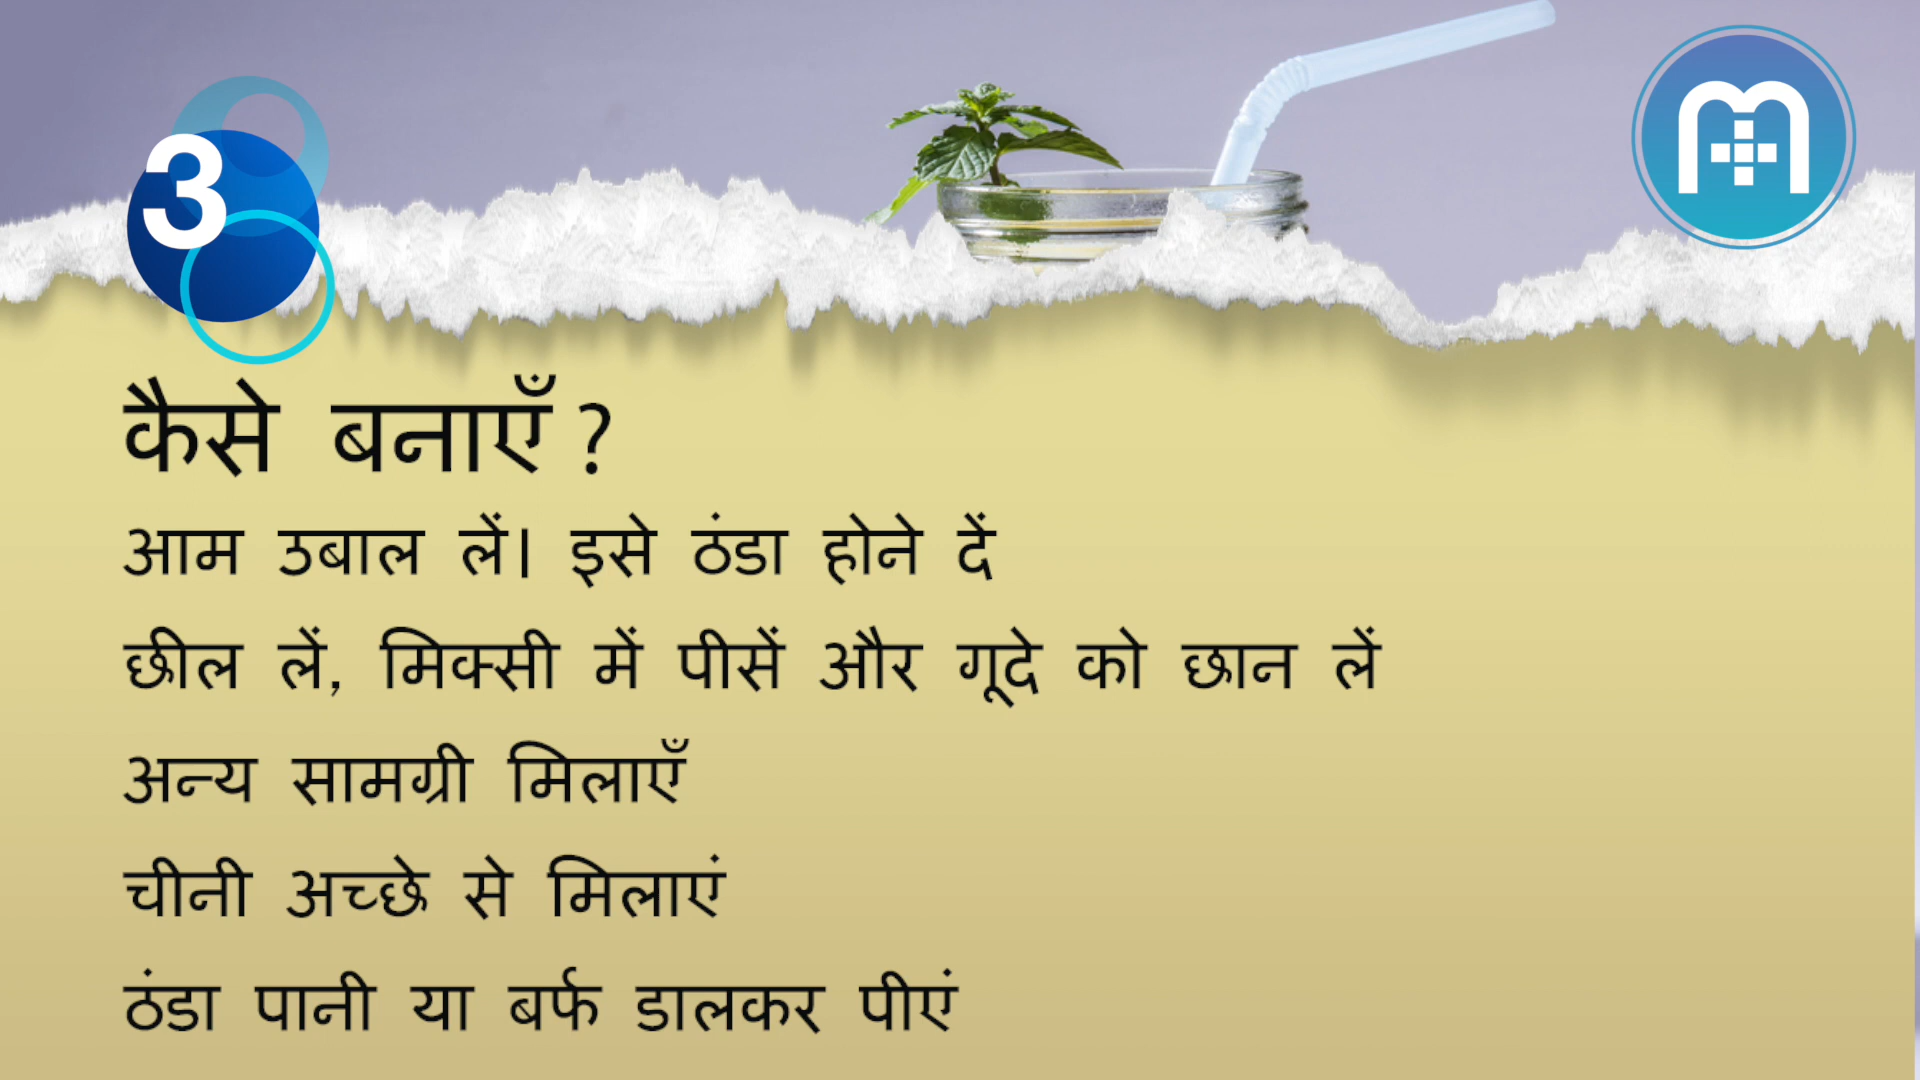 3
कैसे बनाएँ ?
आम उबाल लें। इसे ठंडा होने दें
छील लें, मिक्सी में पीसें और गूदे को छान लें
अन्य सामग्री मिलाएँ
चीनी अच्छे से मिलाएं
ठंडा पानी या बर्फ डालकर पीएं